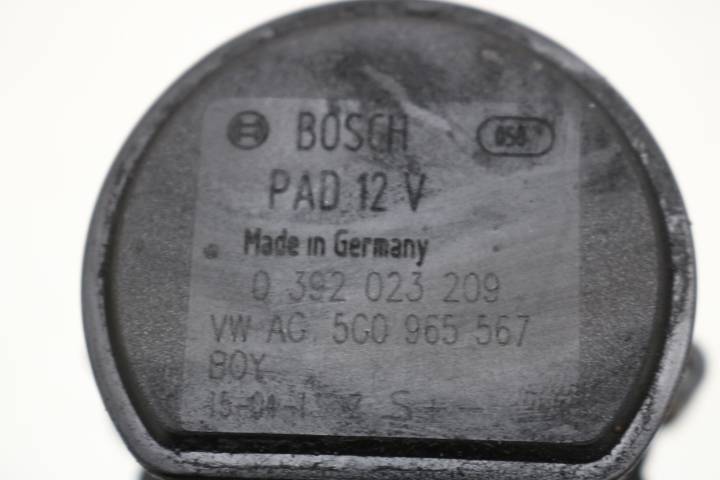 BOSCH
PAD 12 V
Made in Germany
0 392 023 209
VW AG 5G0 965 567
BOY